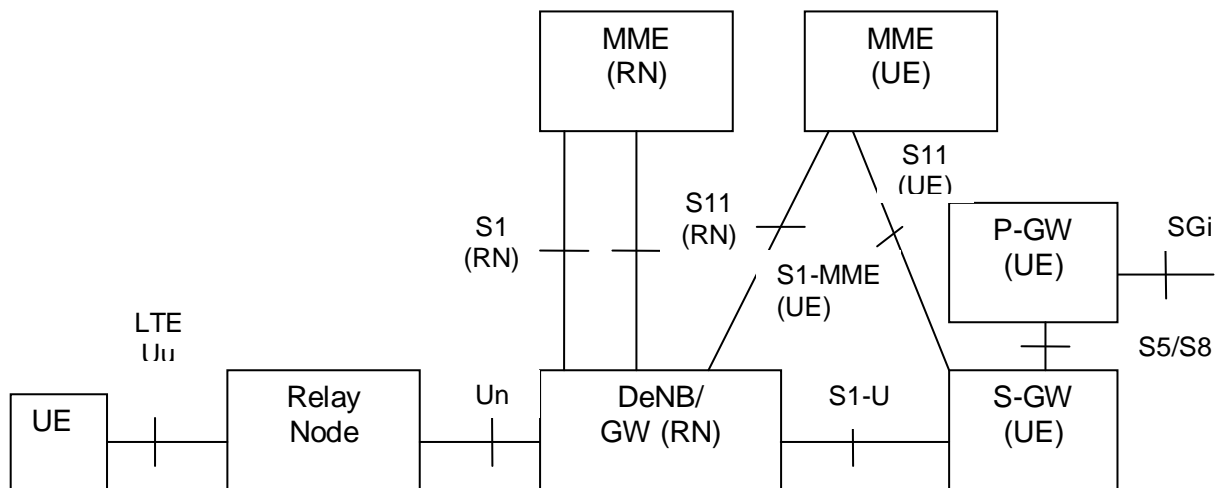 MME
(RN)
MME
(UE)
S11
(UE)
S1
(RN)
S11
(RN)
S1-MME
(UE)
P-GW
(UE)
SGi
S5/S8
LTE
Uu
UE
Relay
Node
Un
DeNB/
GW (RN)
S1-U
S-GW
(UE)